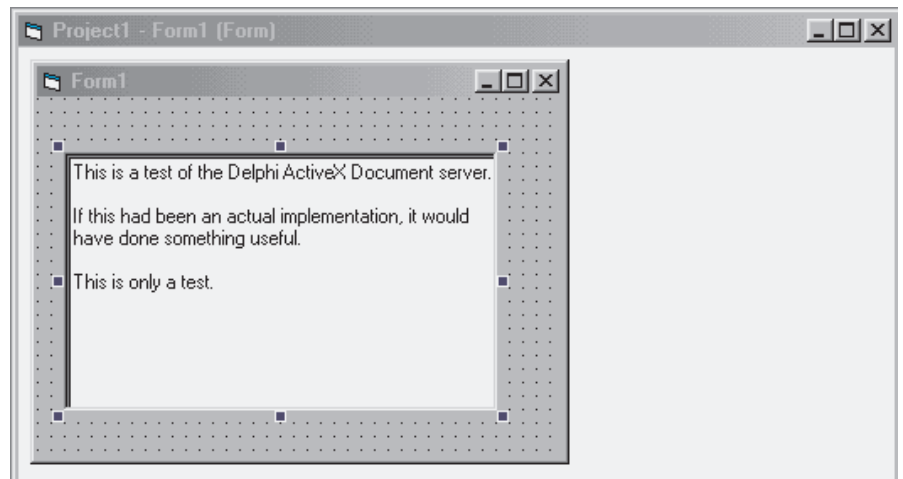 Project1 - Form1 (Form)
Form1
This is a test of the Delphi ActiveX Document server.
If this had been an actual implementation, it would
have done something useful.
This is only a test.